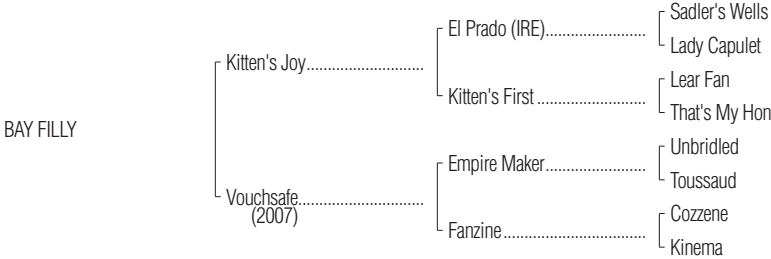 Sadler's Wells
El Prado (IRE)........................
Lady Capulet
Kitten's Joy............................
Lear Fan
Kitten's First ..........................
That's My Hon
BAY FILLY
Unbridled
Empire Maker........................
Toussaud
Vouchsafe..............................
(2007)
Cozzene
Fanzine..................................
Kinema